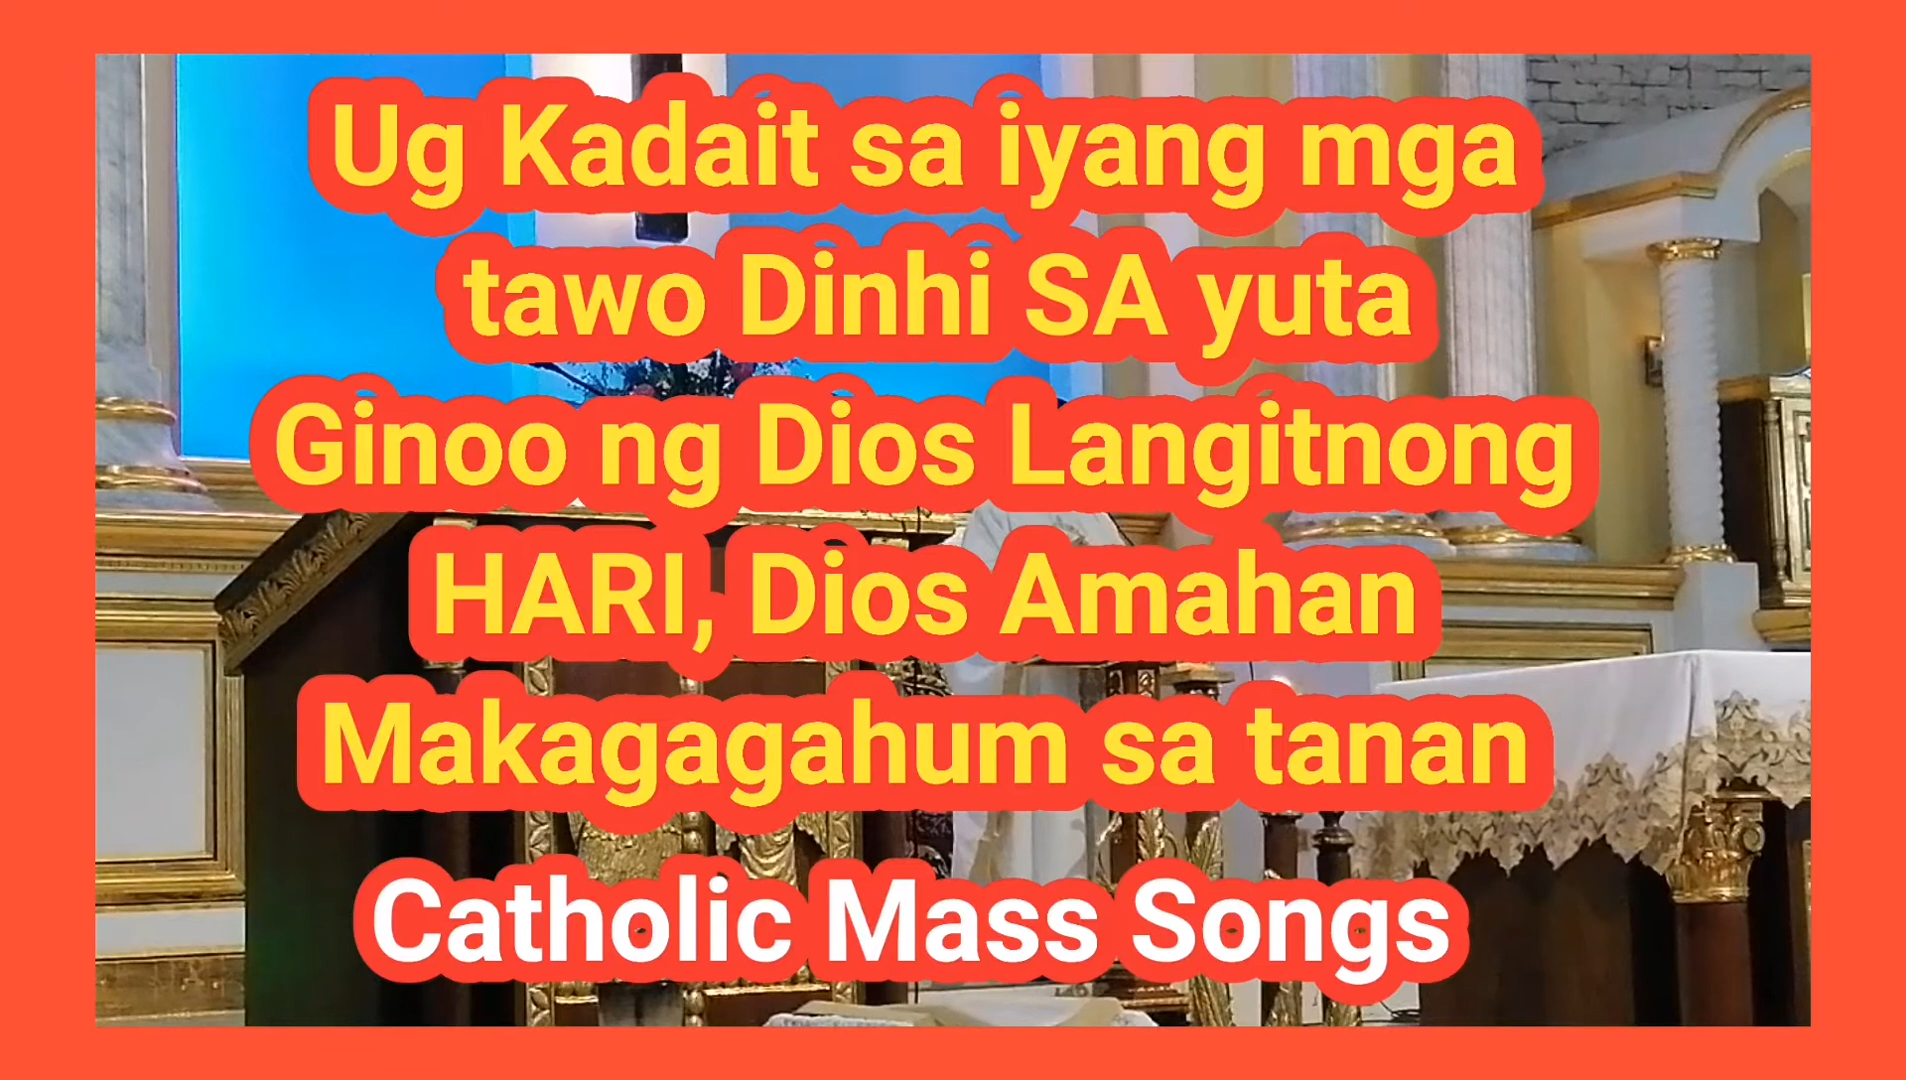 Ug Kadait sa iyang mga
tawo Dinhi SA yuta
Ginoo ng Dios Langitnong
HARI, Dios Amahan
Makagagahum sa tanan
Catholic Mass Songs